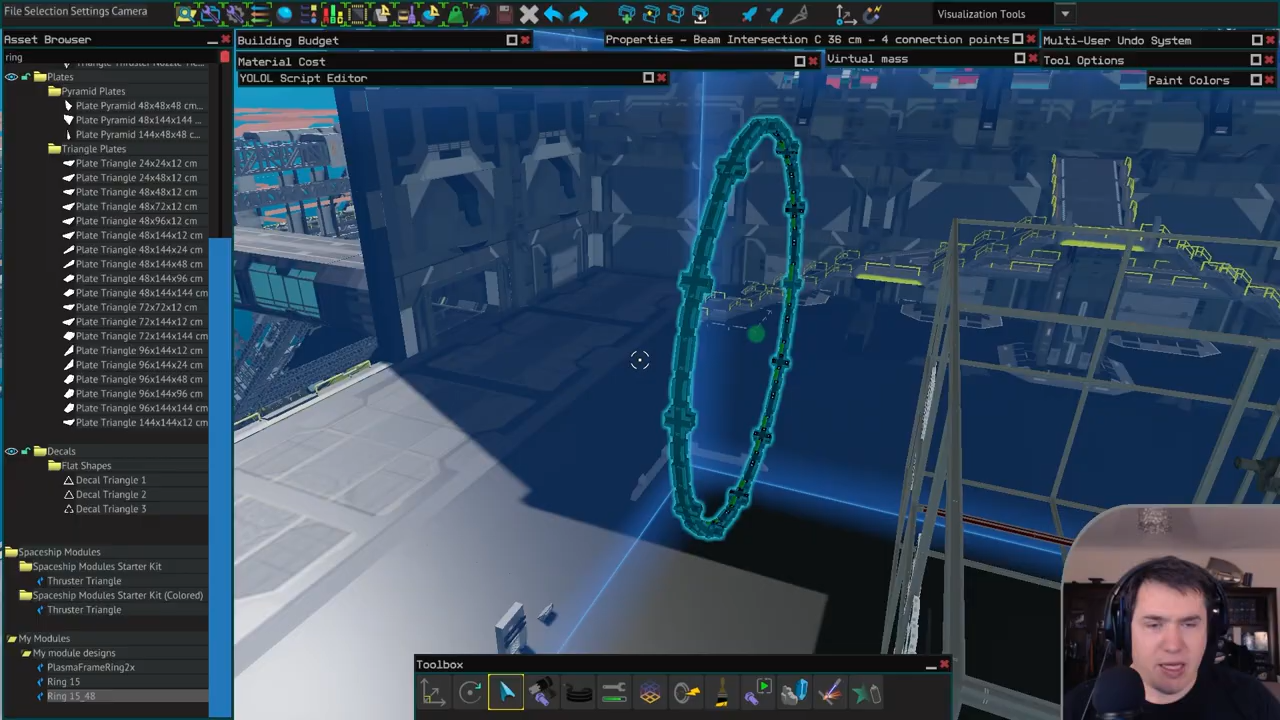 File Selection Settings Camera
Visualization Tools
Asset Browser
ring
Plates
Pyramid Plates
Plate Pyramid 48x48x48 cm...
Plate Pyramid 48x144x144 ...
Plate Pyramid 144x48x48 c...
Triangle Plates
Plate Triangle 24x24x12 cm
Plate Triangle 24x48x12 cm
Plate Triangle 48x48x12 cm
Plate Triangle 48x72x12 cm
Plate Triangle 48x96x12 cm
Plate Triangle 48x144x12 cm
Plate Triangle 48x144x24 cm
Plate Triangle 48x144x48 cm
Plate Triangle 48x144x96 cm
Plate Triangle 48x144x144 cm
Plate Triangle 72x72x12 cm
Plate Triangle 72x144x12 cm
Plate Triangle 72x144x144 cm
Plate Triangle 96x144x12 cm
Plate Triangle 96x144x24 cm
Plate Triangle 96x144x48 cm
Plate Triangle 96x144x96 cm
Plate Triangle 96x144x144 cm
Plate Triangle 144x144x12 cm
Decals
Flat Shapes
Decal Triangle 1
Decal Triangle 2
Decal Triangle 3
Spaceship Modules
Spaceship Modules Starter Kit
Thruster Triangle
Spaceship Modules Starter Kit (Colored)
Thruster Triangle
My Modules
My module designs
PlasmaFrameRing2x
Ring 15
Ring 15_48
Building Budget
Material Cost
YOLOL Script Editor
Properties - Beam Intersection C 36 cm - 4 connection points
Virtual mass
Multi-User Undo System
Tool Options
Paint Colors
Toolbox